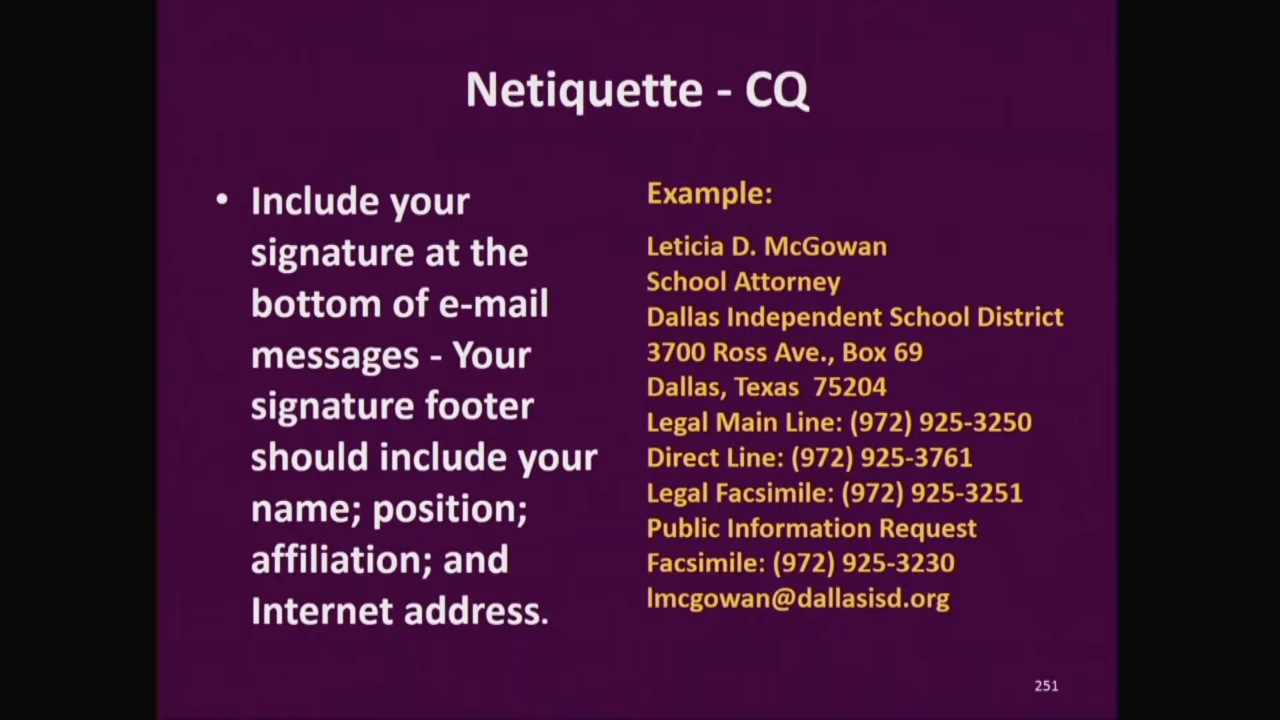 Netiquette - CQ
• Include your
signature at the
bottom of e-mail
messages - Your
signature footer
should include your
name; position;
affiliation; and
Internet address.
Example:
Leticia D. McGowan
School Attorney
Dallas Independent School District
3700 Ross Ave., Box 69
Dallas, Texas  75204
Legal Main Line: (972) 925-3250
Direct Line: (972) 925-3761
Legal Facsimile: (972) 925-3251
Public Information Request
Facsimile: (972) 925-3230
lmcgowan@dallasisd.org
251